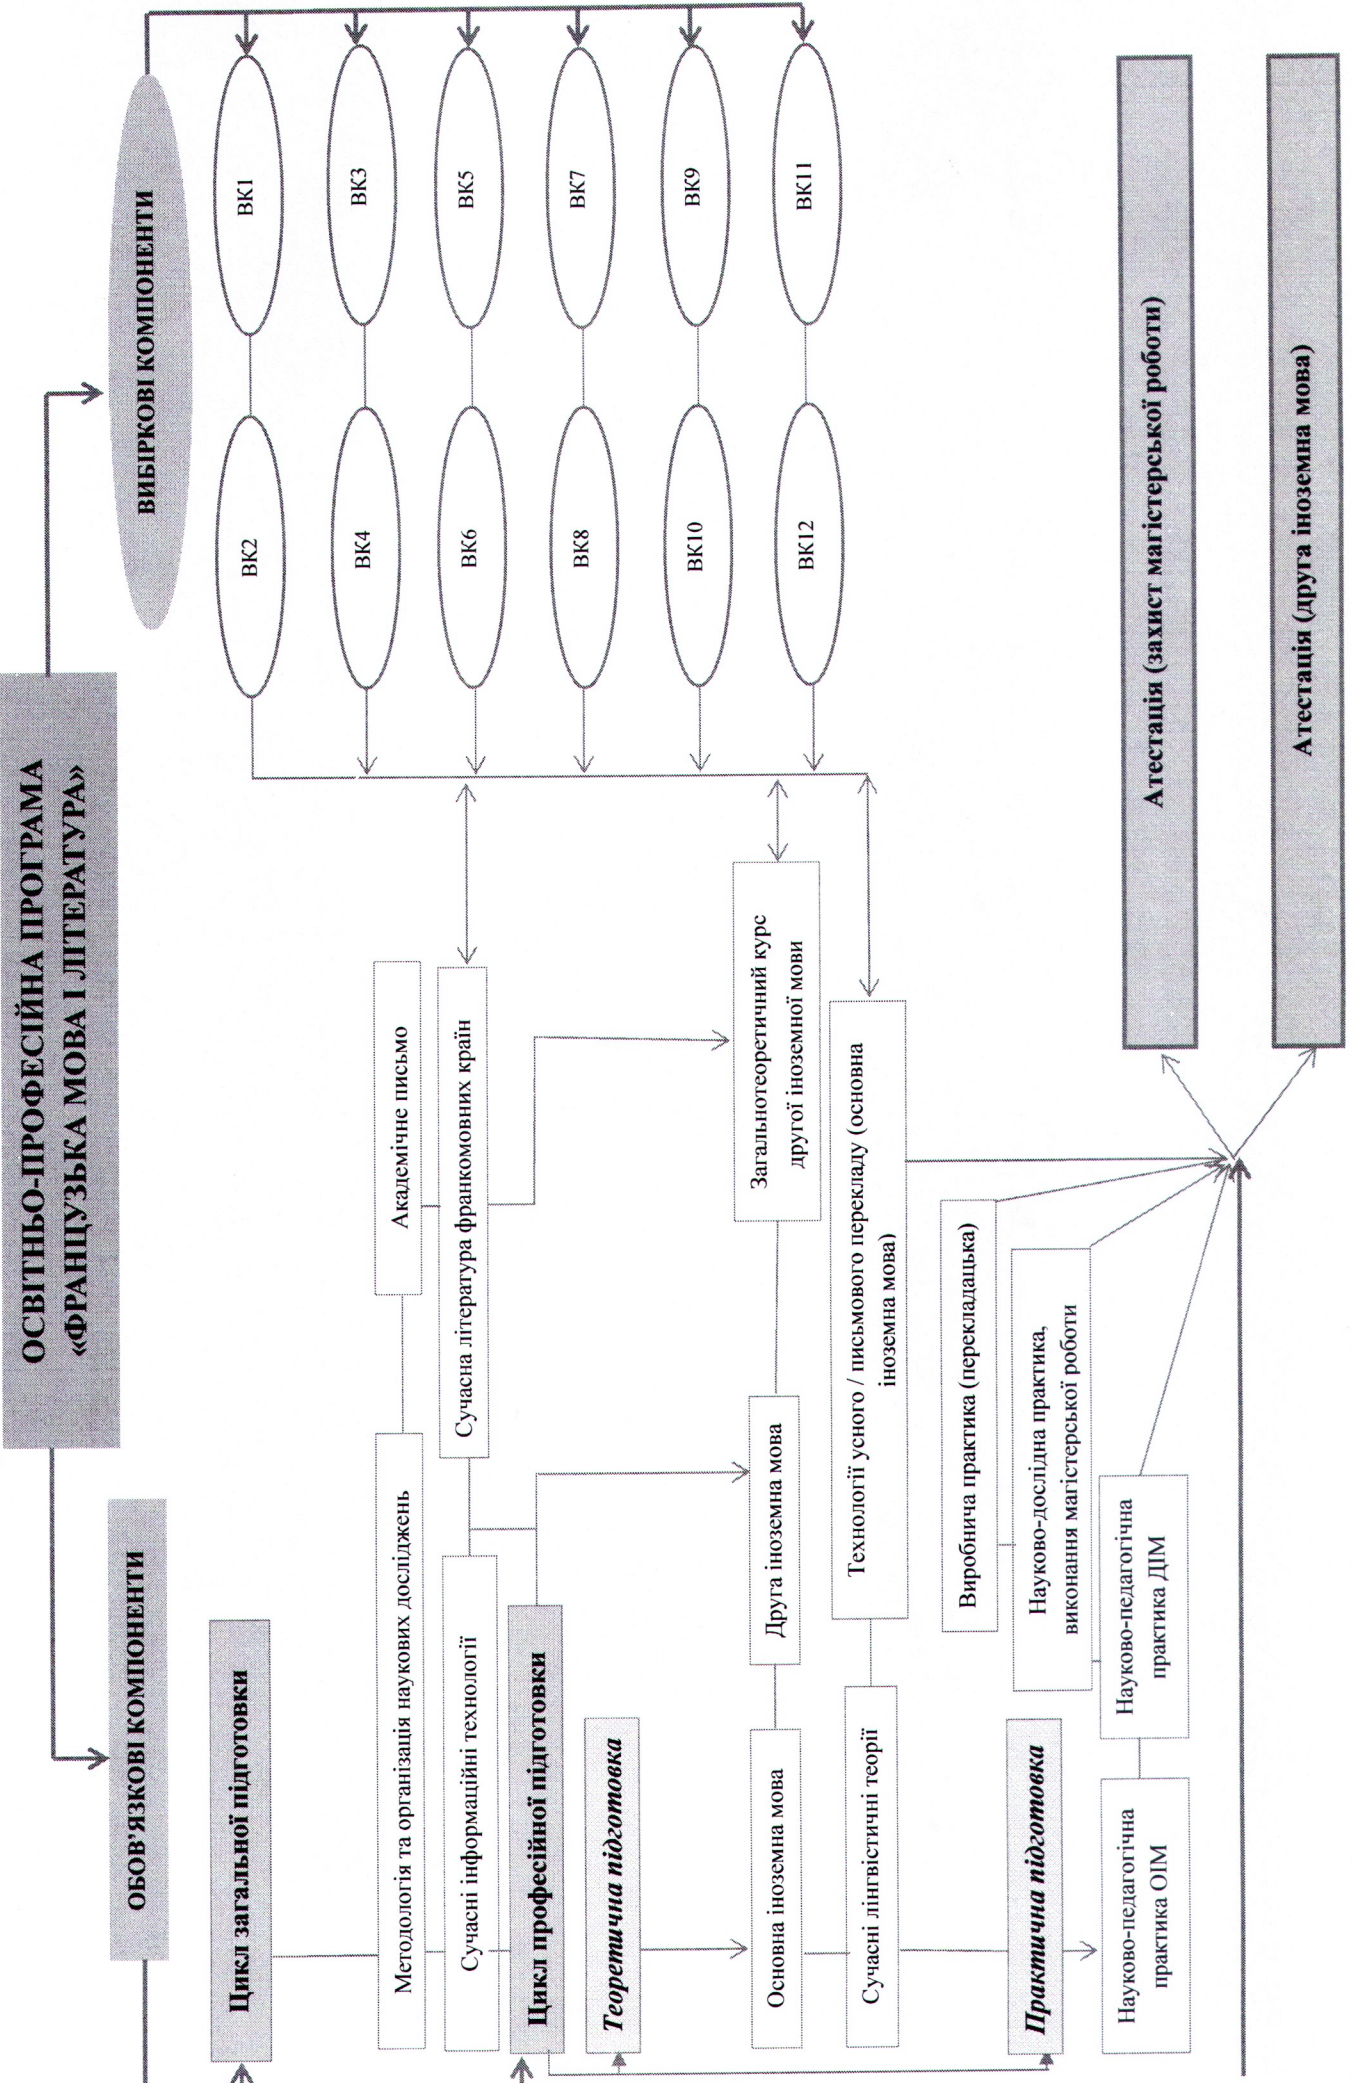 ОСВІТНЬО-ПРОФЕСІЙНА ПРОГРАМА
«ФРАНЦУЗЬКА МОВА І ЛІТЕРАТУРА»
ОБОВ’ЯЗКОВІ КОМПОНЕНТИ
ВИБІРКОВІ КОМПОНЕНТИ
Цикл загальної підготовки
ВК2
ВК1
ВК4
ВК3
Методологія та організація наукових досліджень
Академічне письмо
Сучасні інформаційні технології
Сучасна література франкомовних країн
ВК6
ВК5
Цикл професійної підготовки
Теоретична підготовка
ВК8
ВК7
ВК10
ВК9
Основна іноземна мова
Друга іноземна мова
Загальнотеоретичний курс
другої іноземної мови
ВК12
ВК11
Сучасні лінгвістичні теорії
Технології усного / письмового перекладу (основна
іноземна мова)
Виробнича практика (перекладацька)
Практична підготовка
Науково-дослідна практика,
виконання магістерської роботи
Науково-педагогічна
практика ОІМ
Науково-педагогічна
практика ДІМ
Атестація (захист магістерської роботи)
Атестація (друга іноземна мова)